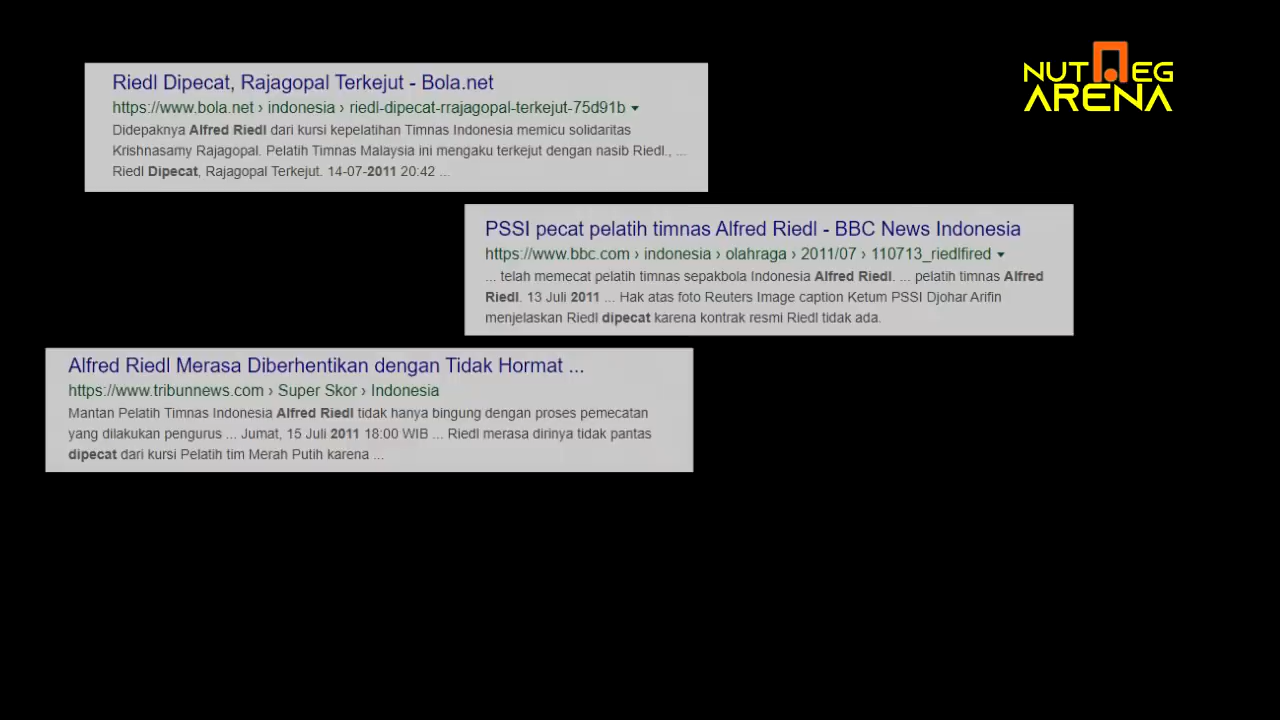 NUTMEG
ARENA
Riedl Dipecat, Rajagopal Terkejut - Bola.net
https://www.bola.net › indonesia › riedl-dipecat-rrajagopal-terkejut-75d91b
Didepaknya Alfred Riedl dari kursi kepelatihan Timnas Indonesia memicu solidaritas
Krishnasamy Rajagopal. Pelatih Timnas Malaysia ini mengaku terkejut dengan nasib Riedl., ...
Riedl Dipecat, Rajagopal Terkejut. 14-07-2011 20:42 ...
PSSI pecat pelatih timnas Alfred Riedl - BBC News Indonesia
https://www.bbc.com › indonesia › olahraga › 2011/07 › 110713_riedlfired
... telah memecat pelatih timnas sepakbola Indonesia Alfred Riedl. ... pelatih timnas Alfred
Riedl. 13 Juli 2011 ... Hak atas foto Reuters Image caption Ketum PSSI Djohar Arifin
menjelaskan Riedl dipecat karena kontrak resmi Riedl tidak ada.
Alfred Riedl Merasa Diberhentikan dengan Tidak Hormat ...
https://www.tribunnews.com › Super Skor › Indonesia
Mantan Pelatih Timnas Indonesia Alfred Riedl tidak hanya bingung dengan proses pemecatan
yang dilakukan pengurus ... Jumat, 15 Juli 2011 18:00 WIB ... Riedl merasa dirinya tidak pantas
dipecat dari kursi Pelatih tim Merah Putih karena ...